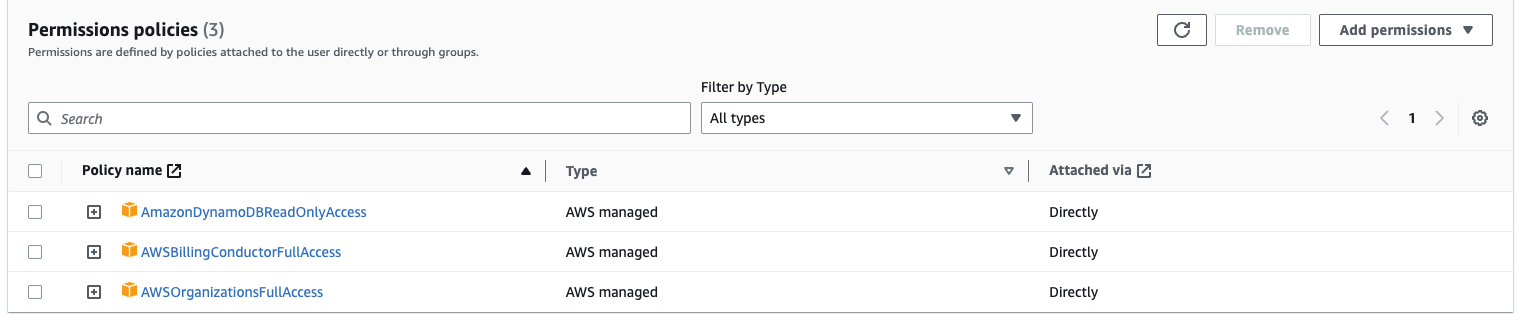 Permissions policies (3)
Permissions are defined by policies attached to the user directly or through groups.
Remove
Add permissions
Filter by Type
Search
All types
1
Policy name
Type
Attached via
AmazonDynamoDBReadOnlyAccess
AWS managed
Directly
AWSBillingConductorFullAccess
AWS managed
Directly
AWSOrganizationsFullAccess
AWS managed
Directly